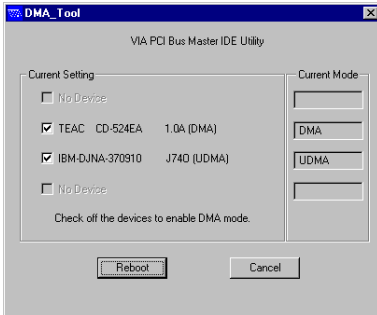 DMA_Tool
VIA PCI Bus Master IDE Utility
Current Setting
Current Mode
No Device
TEAC CD-524EA 1.0A (DMA)
DMA
IBM-DJNA-370910 J74O (UDMA)
UDMA
No Device
Check off the devices to enable DMA mode.
Reboot
Cancel